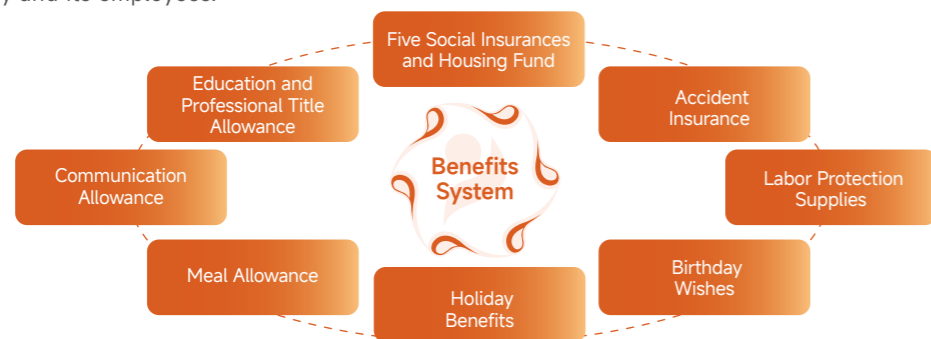 y and its employees.
Five Social Insurances
and Housing Fund
Education and
Professional Title
Allowance
Accident
Insurance
Communication
Allowance
Benefits
System
Labor Protection
Supplies
Meal Allowance
Holiday
Benefits
Birthday
Wishes